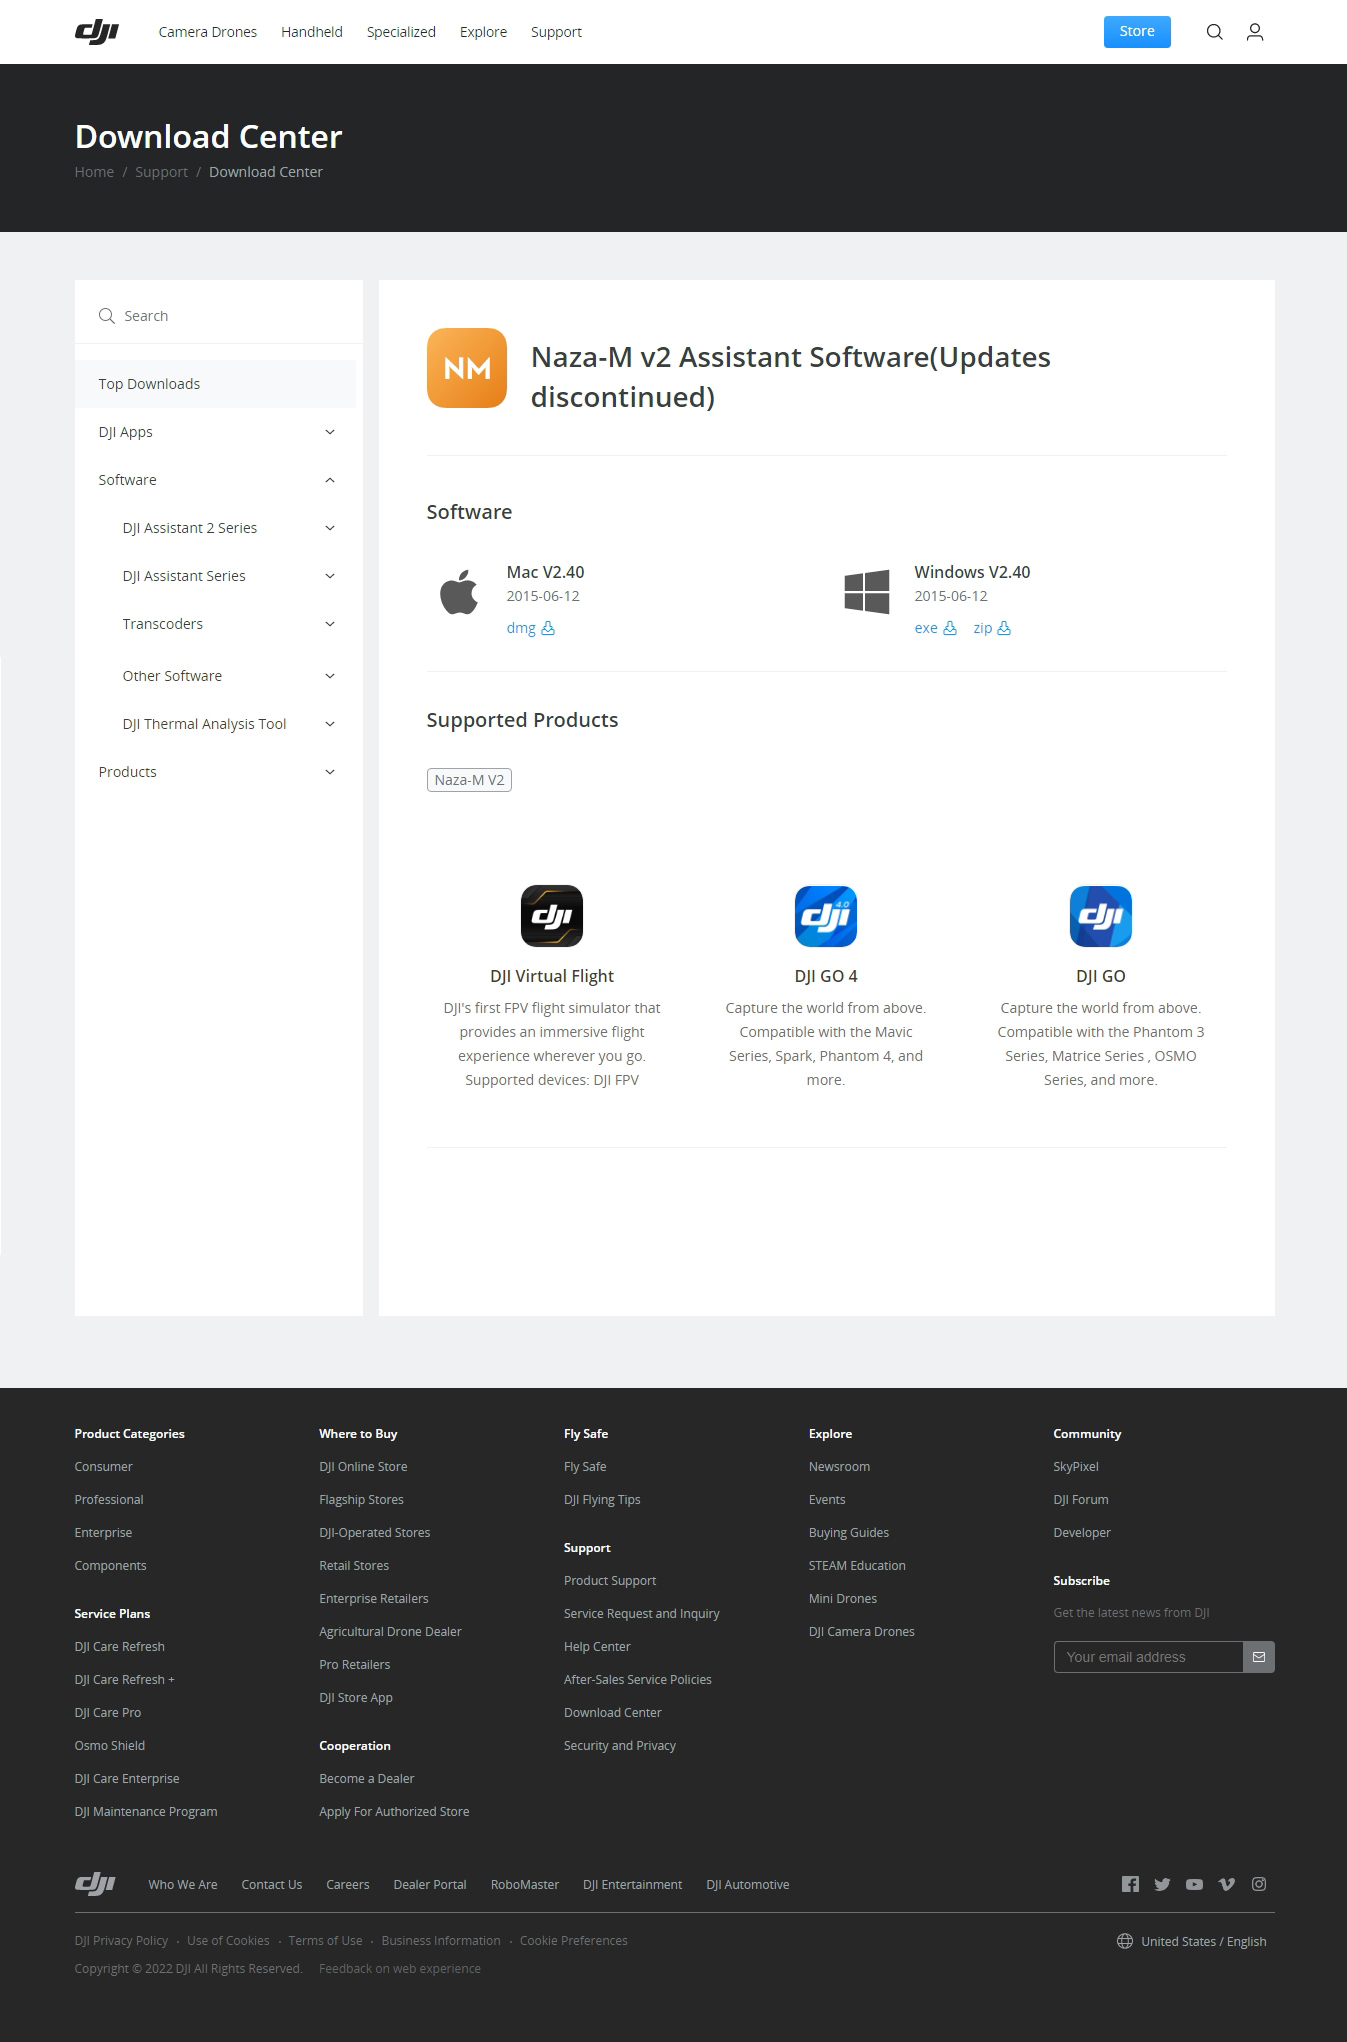 dji
Camera Drones
Handheld
Specialized
Explore
Support
Store
Download Center
Home / Support / Download Center
Search
Top Downloads
DJI Apps
Software
DJI Assistant 2 Series
DJI Assistant Series
Transcoders
Other Software
DJI Thermal Analysis Tool
Products
NM
Naza-M v2 Assistant Software(Updates
discontinued)
Software
Mac V2.40
2015-06-12
dmg
Windows V2.40
2015-06-12
exe zip
Supported Products
Naza-M V2
dji
DJI Virtual Flight
DJI's first FPV flight simulator that
provides an immersive flight
experience wherever you go.
Supported devices: DJI FPV
dji 4.0
DJI GO 4
Capture the world from above.
Compatible with the Mavic
Series, Spark, Phantom 4, and
more.
dji
DJI GO
Capture the world from above.
Compatible with the Phantom 3
Series, Matrice Series , OSMO
Series, and more.
Product Categories
Consumer
Professional
Enterprise
Components
Service Plans
DJI Care Refresh
DJI Care Refresh +
DJI Care Pro
Osmo Shield
DJI Care Enterprise
DJI Maintenance Program
Where to Buy
DJI Online Store
Flagship Stores
DJI-Operated Stores
Retail Stores
Enterprise Retailers
Agricultural Drone Dealer
Pro Retailers
DJI Store App
Cooperation
Become a Dealer
Apply For Authorized Store
Fly Safe
Fly Safe
DJI Flying Tips
Support
Product Support
Service Request and Inquiry
Help Center
After-Sales Service Policies
Download Center
Security and Privacy
Explore
Newsroom
Events
Buying Guides
STEAM Education
Mini Drones
DJI Camera Drones
Community
SkyPixel
DJI Forum
Developer
Subscribe
Get the latest news from DJI
Your email address
dji
Who We Are
Contact Us
Careers
Dealer Portal
RoboMaster
DJI Entertainment
DJI Automotive
DJI Privacy Policy · Use of Cookies · Terms of Use · Business Information · Cookie Preferences
United States / English
Copyright © 2022 DJI All Rights Reserved. Feedback on web experience